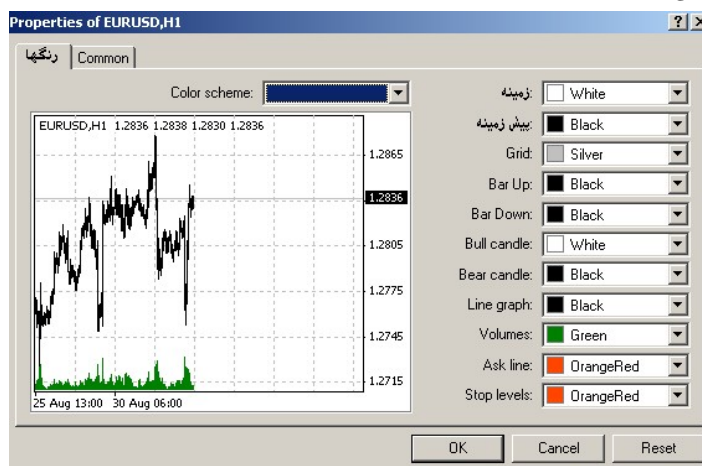 Properties of EURUSD,H1
رنگها Common
Color scheme:
EURUSD,H1 1.2836 1.2838 1.2830 1.2836
1.2865
1.2836
1.2805
1.2775
1.2745
1.2715
25 Aug 13:00 30 Aug 06:00
زمینه: White
پیش زمینه: Black
Grid: Silver
Bar Up: Black
Bar Down: Black
Bull candle: White
Bear candle: Black
Line graph: Black
Volumes: Green
Ask line: OrangeRed
Stop levels: OrangeRed
OK Cancel Reset